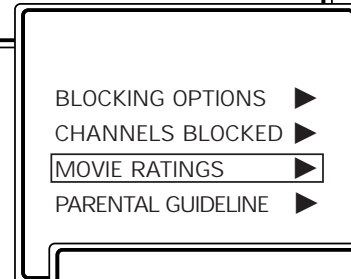 BLOCKING OPTIONS ▶
CHANNELS BLOCKED ▶
MOVIE RATINGS ▶
PARENTAL GUIDELINE ▶